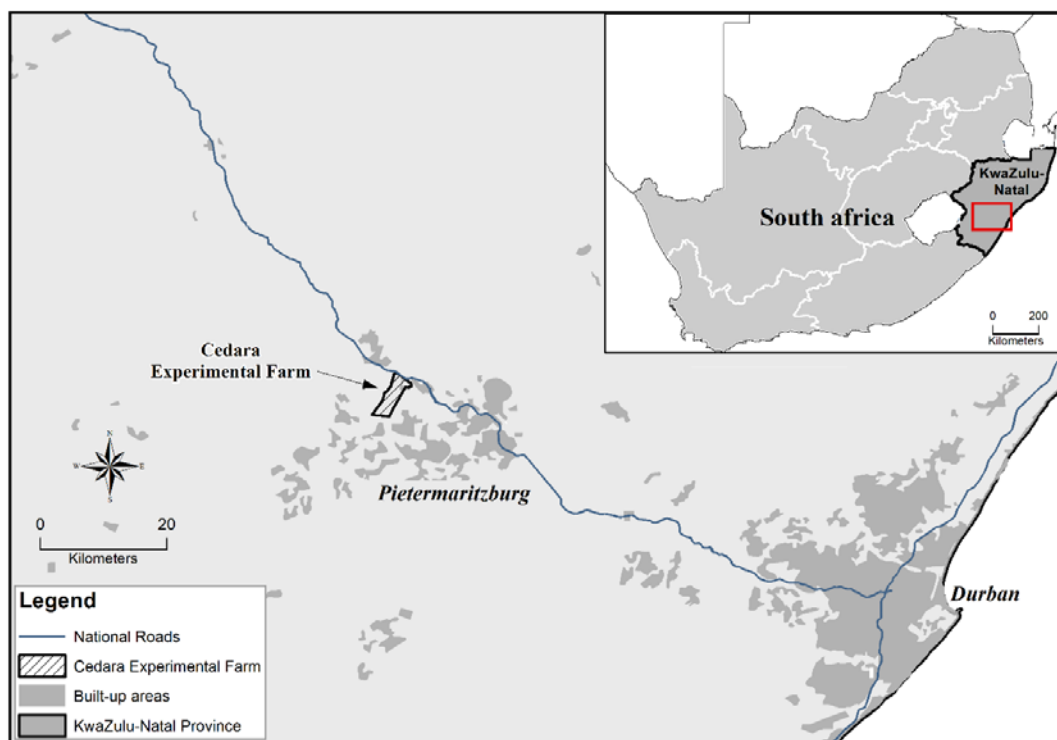 KwaZulu-
Natal
South africa
0 200
Kilometers
Cedara
Experimental Farm
N
W E
S
Pietermaritzburg
0 20
Kilometers
Durban
Legend
National Roads
Cedara Experimental Farm
Built-up areas
KwaZulu-Natal Province